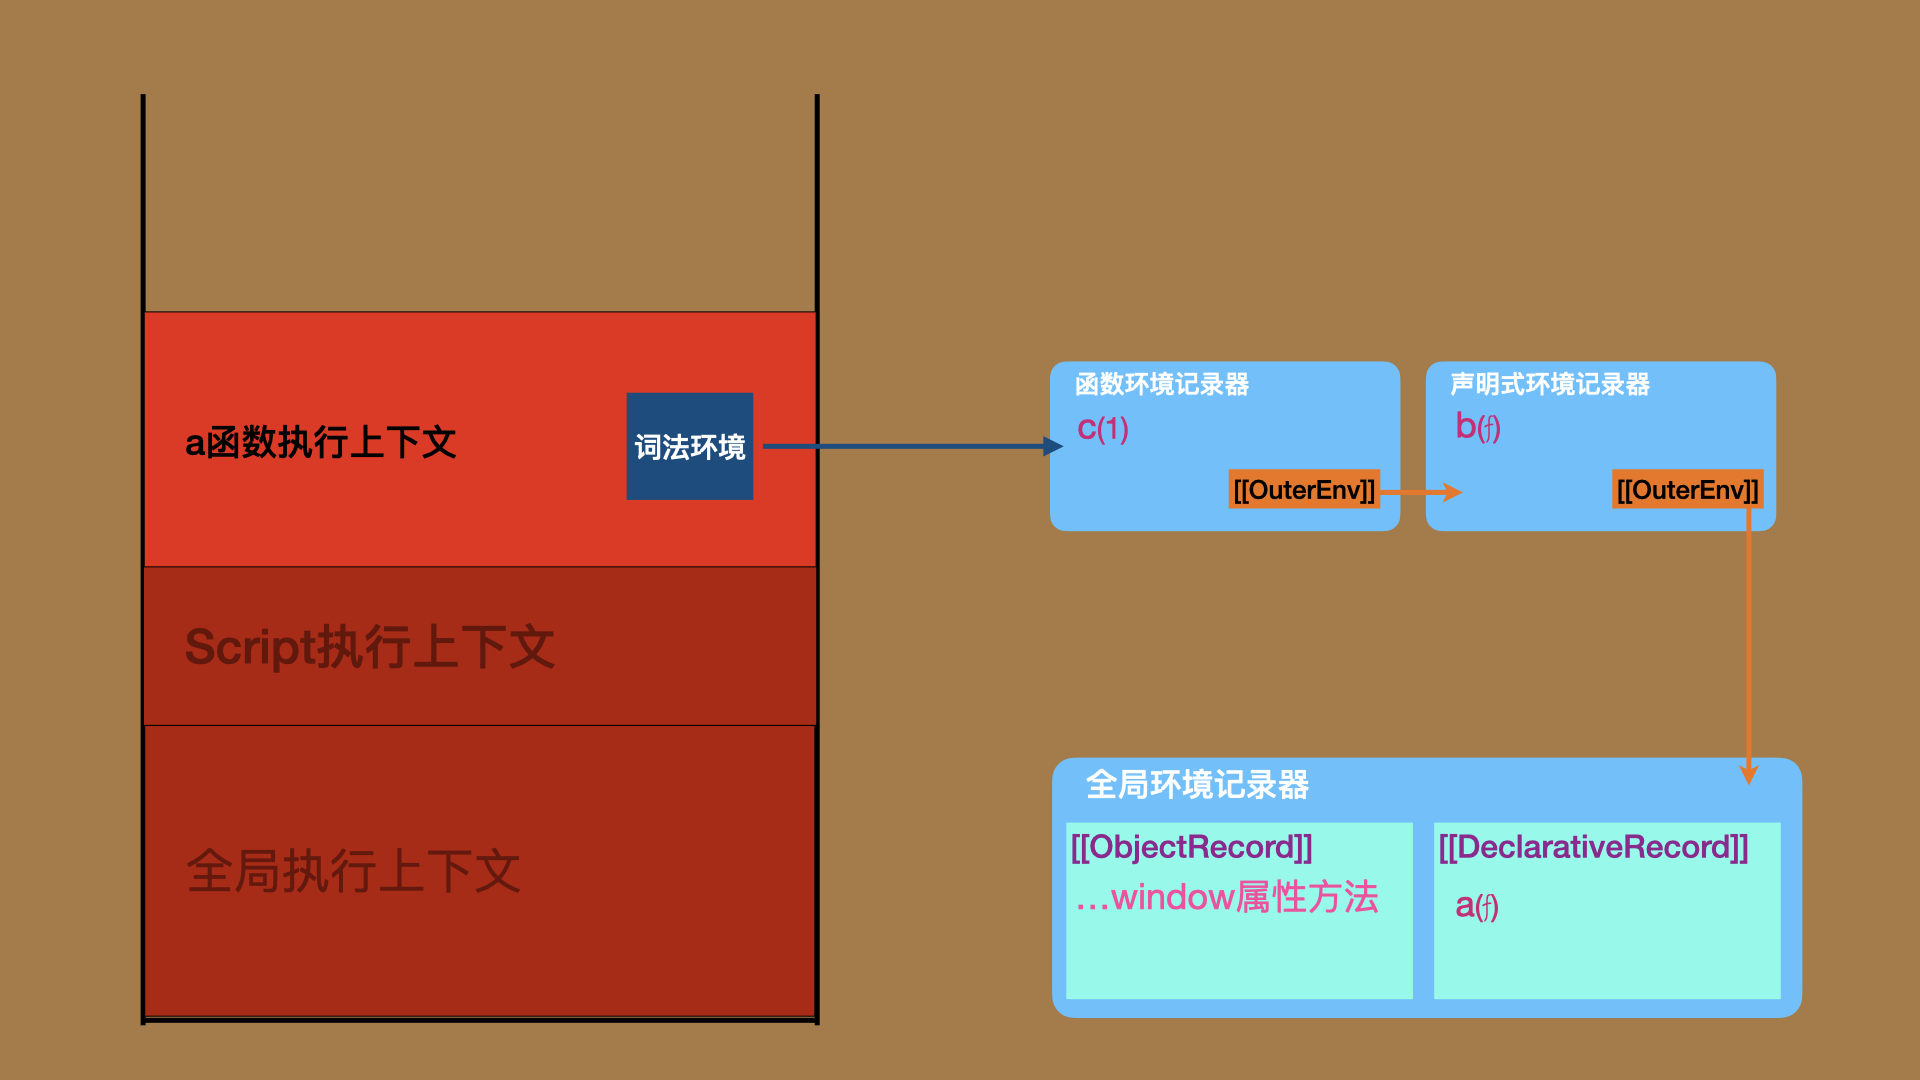 a函数执行上下文
词法环境
Script执行上下文
全局执行上下文
函数环境记录器
c(1)
[[OuterEnv]]
声明式环境记录器
b(ƒ)
[[OuterEnv]]
全局环境记录器
[[ObjectRecord]]
...window属性方法
[[DeclarativeRecord]]
a(ƒ)